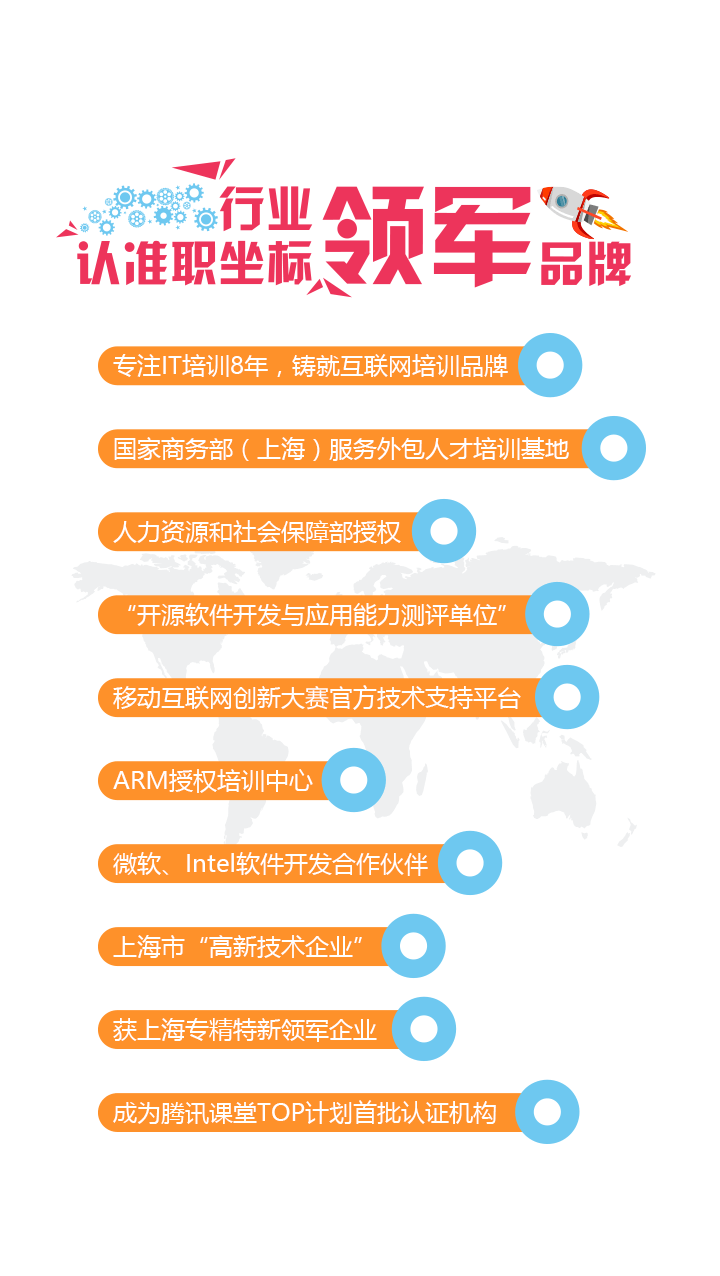 行业
认准职坐标领军品牌
专注IT培训8年，铸就互联网培训品牌
国家商务部（上海）服务外包人才培训基地
人力资源和社会保障部授权
“开源软件开发与应用能力测评单位”
移动互联网创新大赛官方技术支持平台
ARM授权培训中心
微软、Intel软件开发合作伙伴
上海市“高新技术企业”
获上海专精特新领军企业
成为腾讯课堂TOP计划首批认证机构